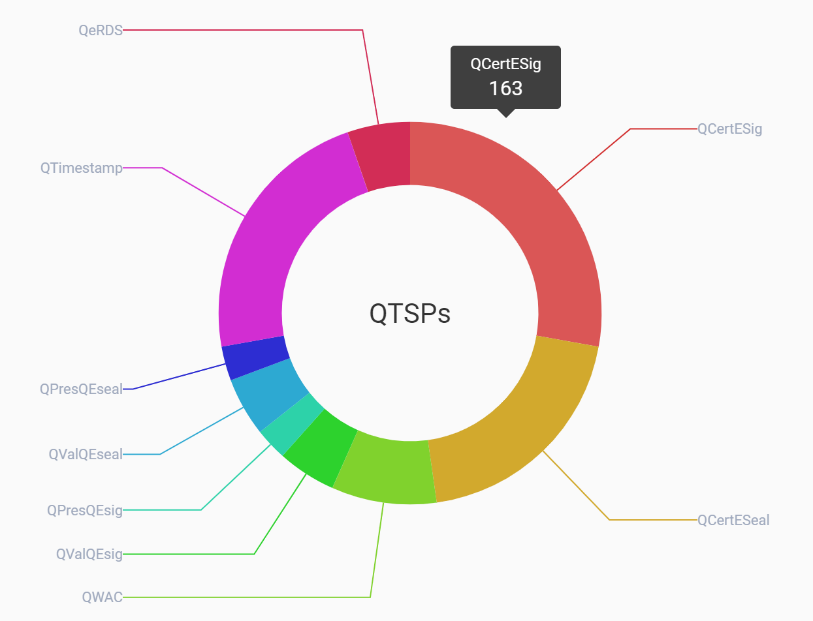 QeRDS
QCertESig
163
QCertESig
QTimestamp
QTSPs
QPresQEseal
QValQEseal
QPresQEsig
QCertESeal
QValQEsig
QWAC